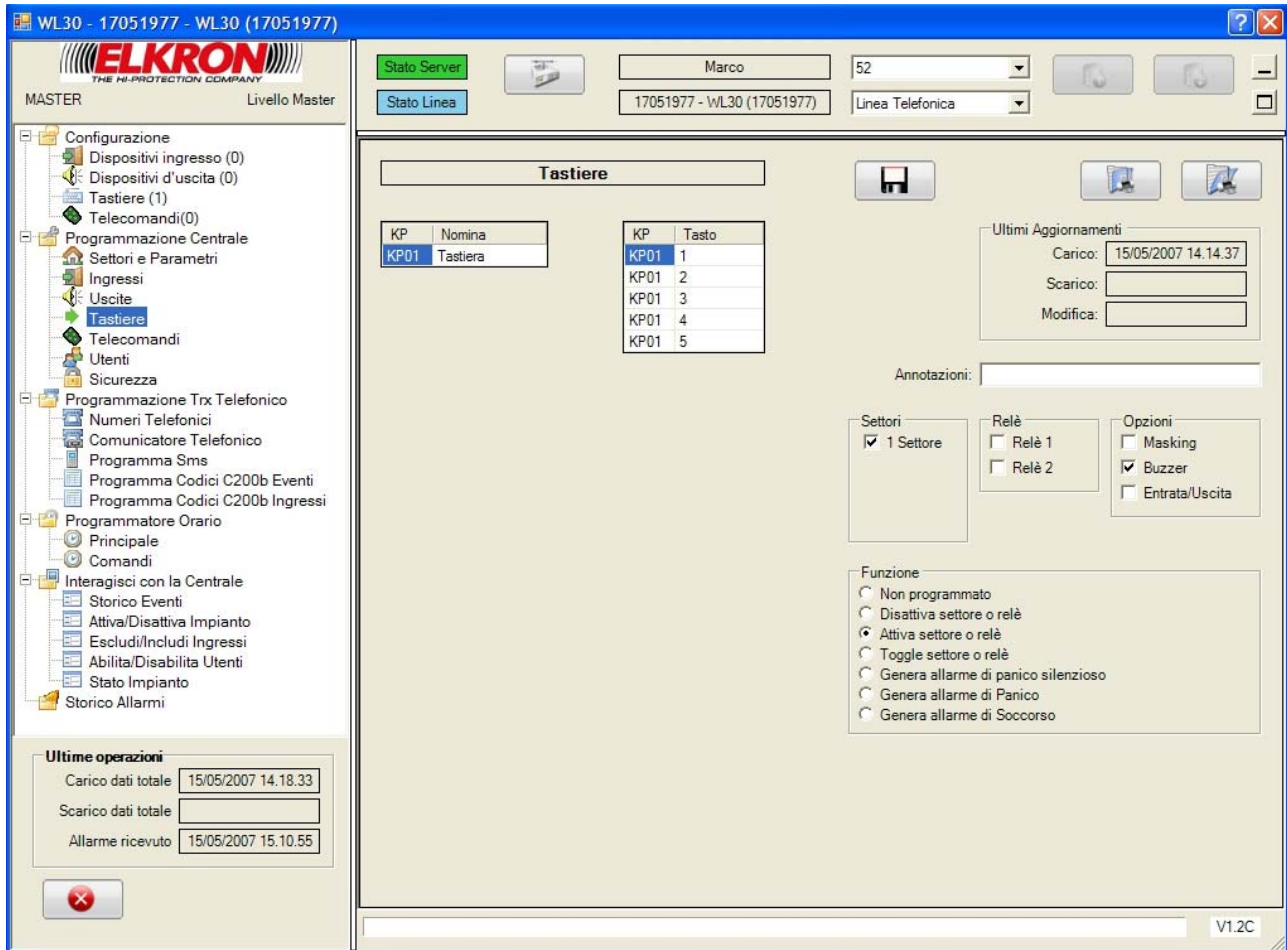 WL30 - 17051977 - WL30 (17051977)
ELKRON
THE HI-PROTECTION COMPANY
MASTER Livello Master
Configurazione
Dispositivi ingresso (0)
Dispositivi d'uscita (0)
Tastiere (1)
Telecomandi(0)
Programmazione Centrale
Settori e Parametri
Ingressi
Uscite
Tastiere
Telecomandi
Utenti
Sicurezza
Programmazione Trx Telefonico
Numeri Telefonici
Comunicatore Telefonico
Programma Sms
Programma Codici C200b Eventi
Programma Codici C200b Ingressi
Programmatore Orario
Principale
Comandi
Interagisci con la Centrale
Storico Eventi
Attiva/Disattiva Impianto
Escludi/Includi Ingressi
Abilita/Disabilita Utenti
Stato Impianto
Storico Allarmi
Ultime operazioni
Carico dati totale 15/05/2007 14.18.33
Scarico dati totale
Allarme ricevuto 15/05/2007 15.10.55
Stato Server Marco 52
Stato Linea 17051977 - WL30 (17051977) Linea Telefonica
Tastiere
KP Nomina
KP01 Tastiera
KP Tasto
KP01 1
KP01 2
KP01 3
KP01 4
KP01 5
Ultimi Aggiornamenti
Carico: 15/05/2007 14.14.37
Scarico:
Modifica:
Annotazioni:
Settori
1 Settore
Relè
Relè 1
Relè 2
Opzioni
Masking
Buzzer
Entrata/Uscita
Funzione
Non programmato
Disattiva settore o relè
Attiva settore o relè
Toggle settore o relè
Genera allarme di panico silenzioso
Genera allarme di Panico
Genera allarme di Soccorso
V1.2C